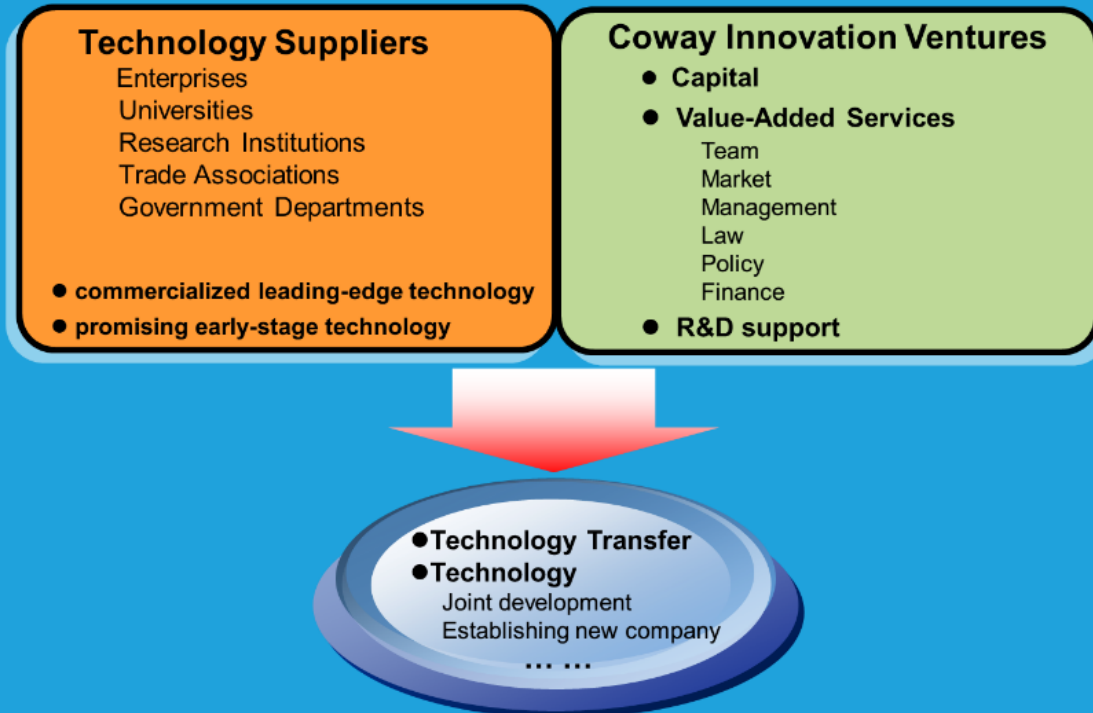 Technology Suppliers
Enterprises
Universities
Research Institutions
Trade Associations
Government Departments
● commercialized leading-edge technology
● promising early-stage technology
Coway Innovation Ventures
● Capital
● Value-Added Services
Team
Market
Management
Law
Policy
Finance
● R&D support
●Technology Transfer
●Technology
Joint development
Establishing new company
... ...